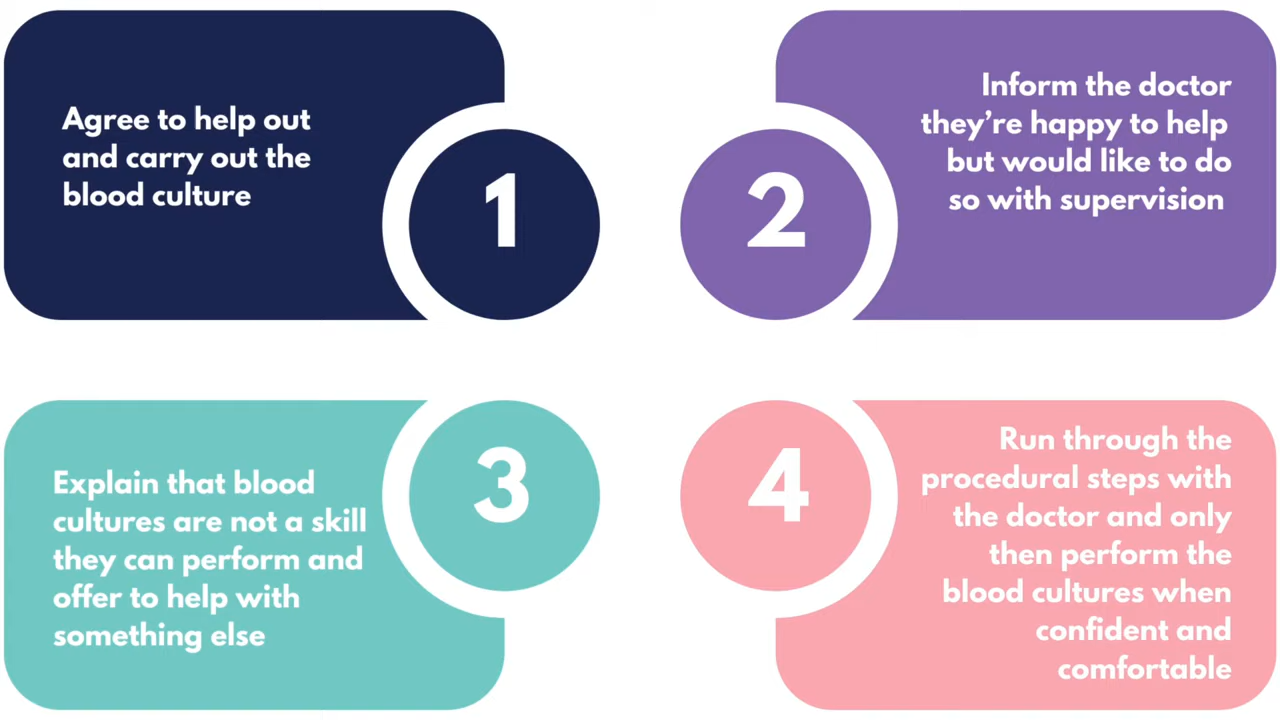 Agree to help out
and carry out the
blood culture
1
2
Inform the doctor
they’re happy to help
but would like to do
so with supervision
Explain that blood
cultures are not a skill
they can perform and
offer to help with
something else
3
4
Run through the
procedural steps with
the doctor and only
then perform the
blood cultures when
confident and
comfortable